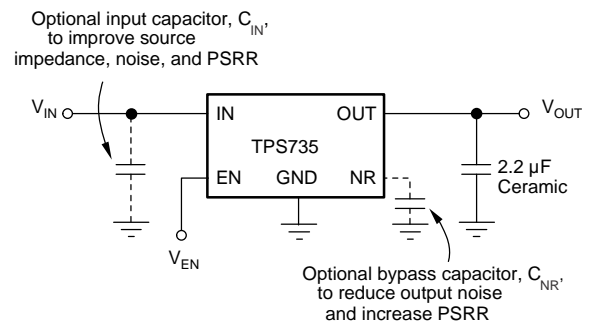 Optional input capacitor, C_IN,
to improve source
impedance, noise, and PSRR
V_IN
IN
OUT
V_OUT
TPS735
EN
GND
NR
2.2 µF
Ceramic
V_EN
Optional bypass capacitor, C_NR,
to reduce output noise
and increase PSRR